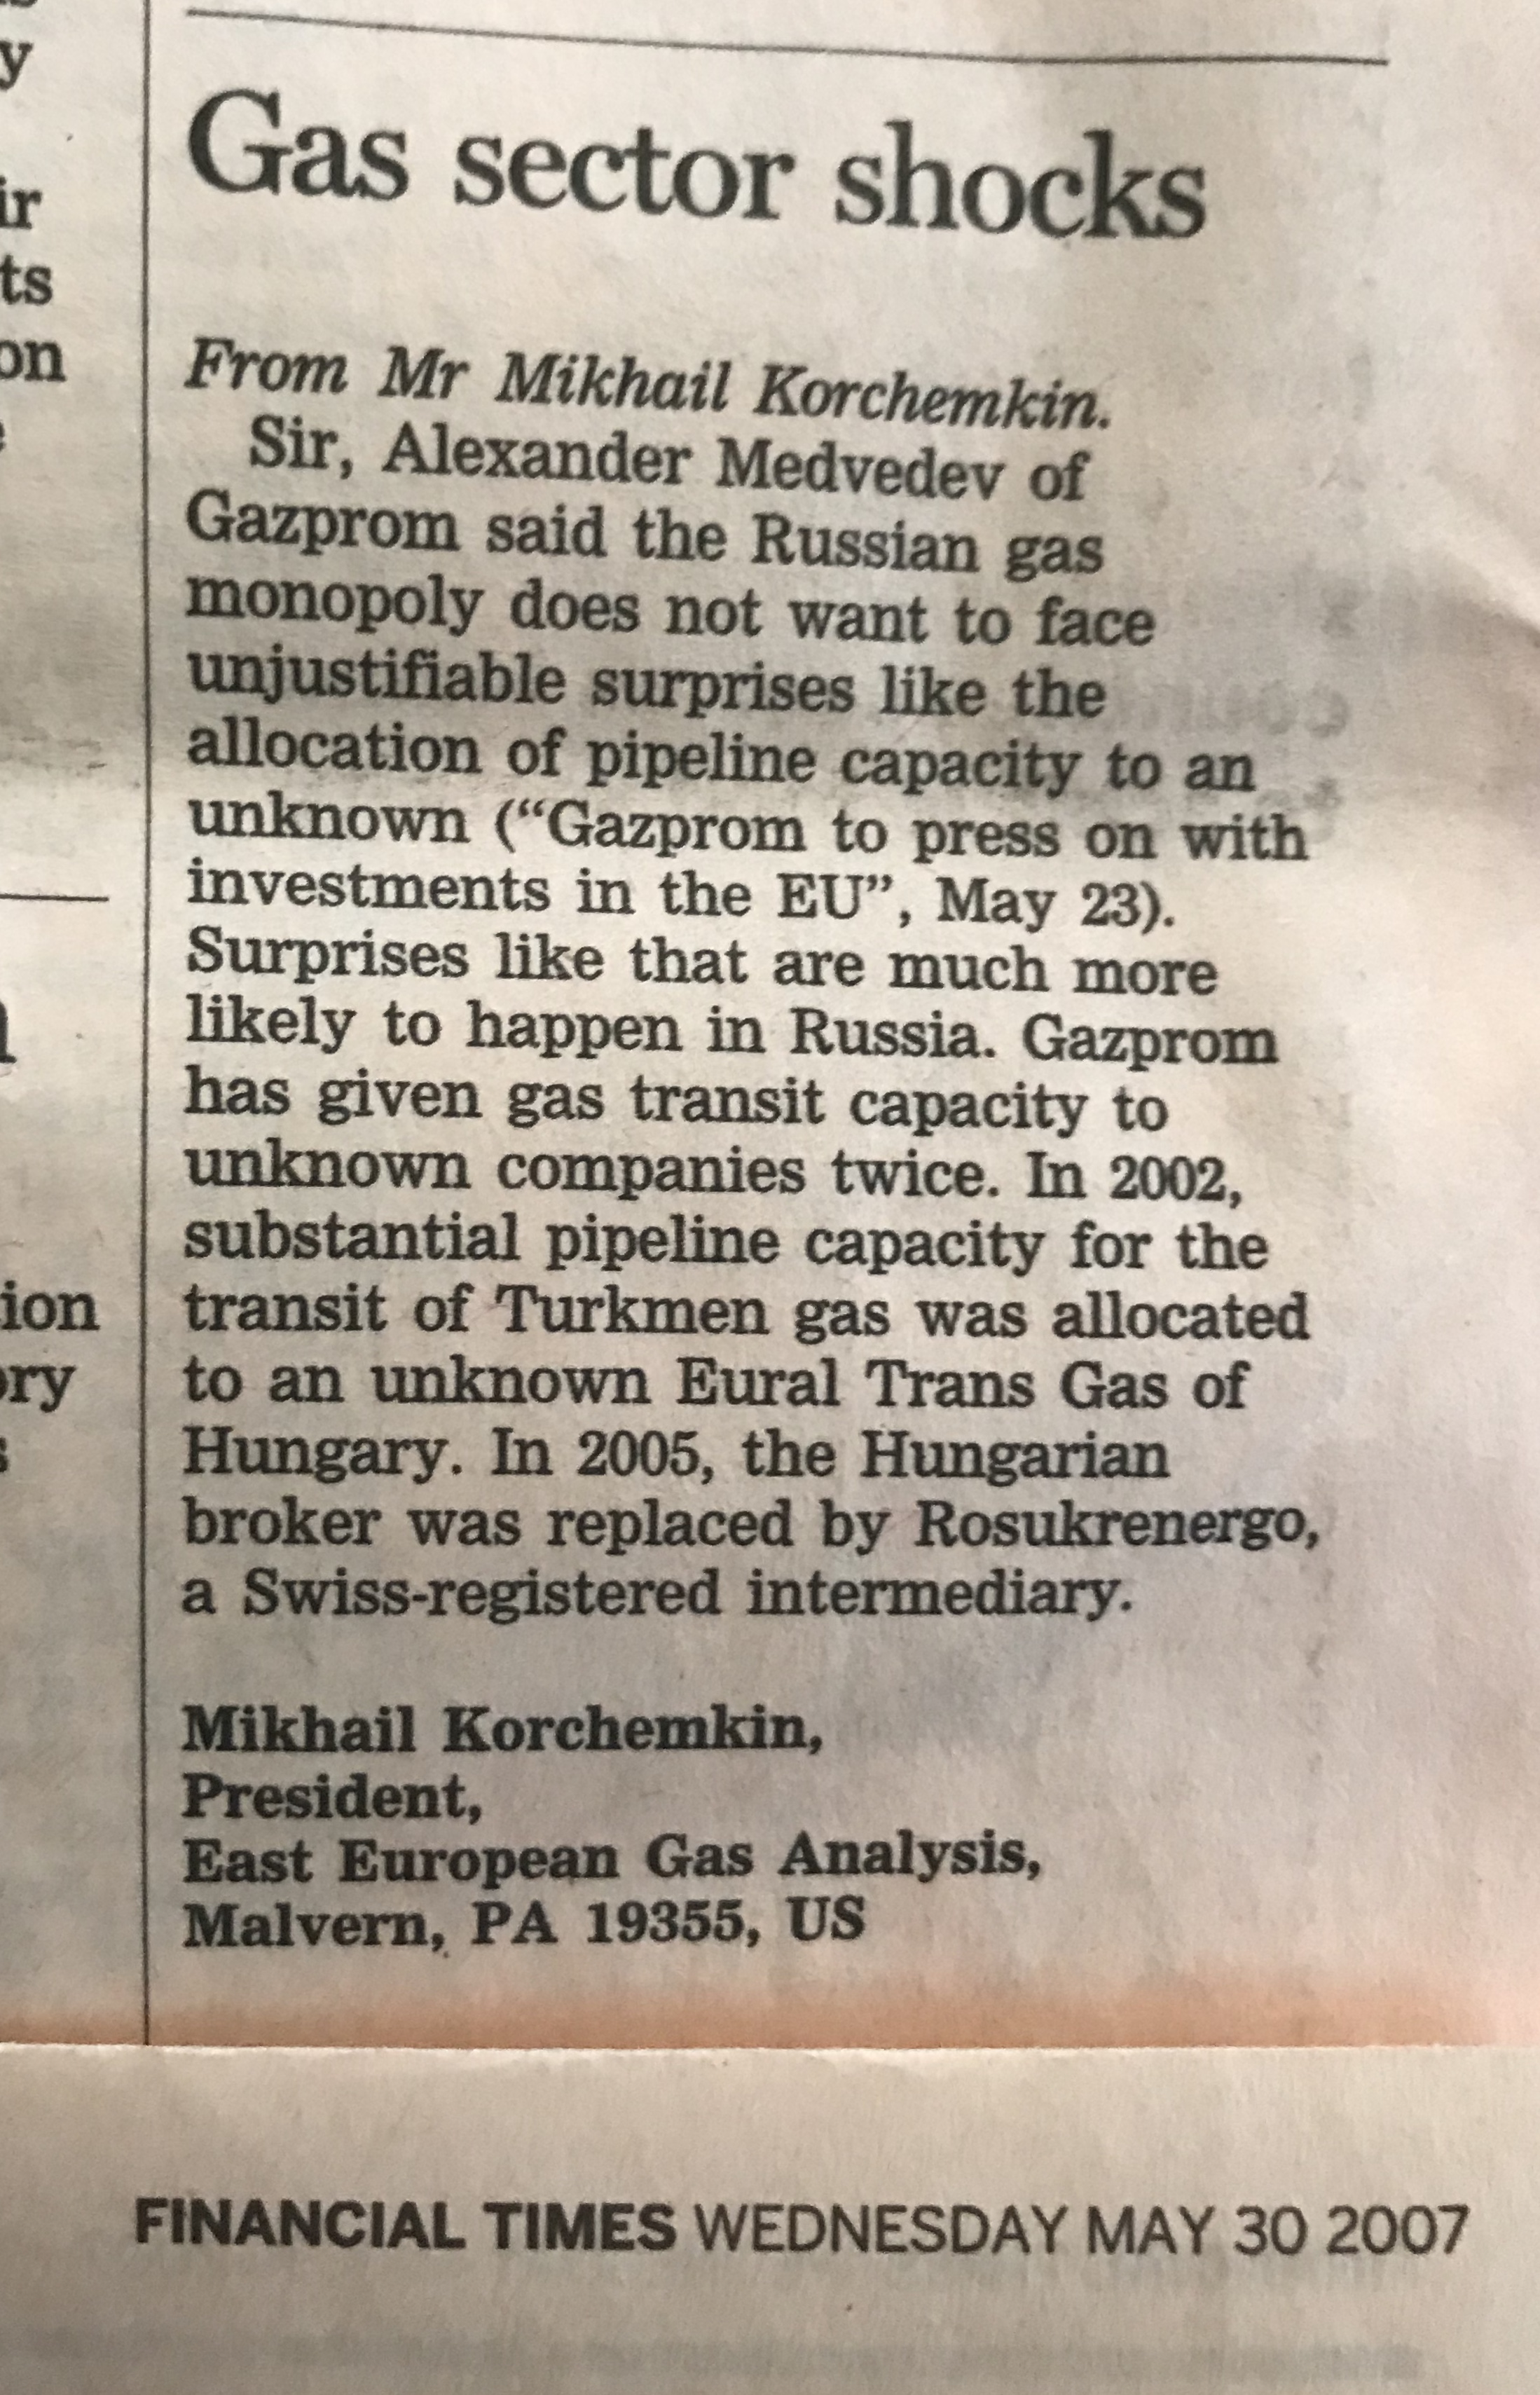 y
ir
ts
on
ion
ory
s
Gas sector shocks
From Mr Mikhail Korchemkin.
Sir, Alexander Medvedev of
Gazprom said the Russian gas
monopoly does not want to face
unjustifiable surprises like the
allocation of pipeline capacity to an
unknown (“Gazprom to press on with
investments in the EU”, May 23).
Surprises like that are much more
likely to happen in Russia. Gazprom
has given gas transit capacity to
unknown companies twice. In 2002,
substantial pipeline capacity for the
transit of Turkmen gas was allocated
to an unknown Eural Trans Gas of
Hungary. In 2005, the Hungarian
broker was replaced by Rosukrenergo,
a Swiss-registered intermediary.
Mikhail Korchemkin,
President,
East European Gas Analysis,
Malvern, PA 19355, US
FINANCIAL TIMES WEDNESDAY MAY 30 2007